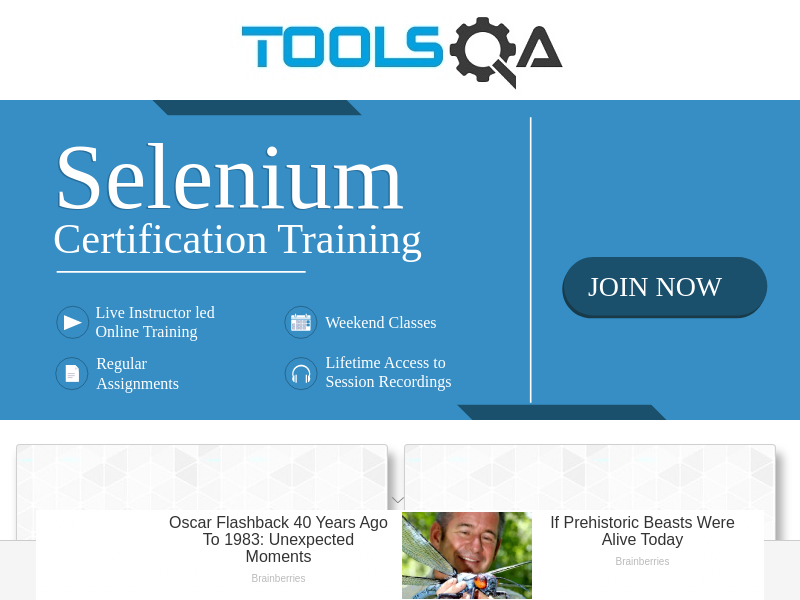 TOOLSQA
Selenium
Certification Training
Live Instructor led
Online Training
Weekend Classes
Regular
Assignments
Lifetime Access to
Session Recordings
JOIN NOW
Oscar Flashback 40 Years Ago
To 1983: Unexpected
Moments
Brainberries
If Prehistoric Beasts Were
Alive Today
Brainberries